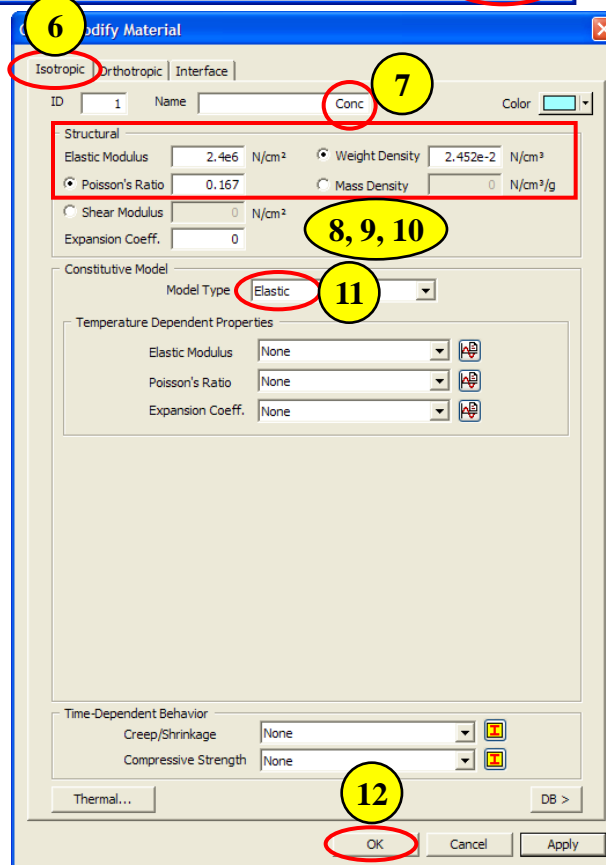 6
odify Material
Isotropic Orthotropic Interface
7
ID 1 Name Conc Color
Structural
Elastic Modulus 2.4e6 N/cm² Weight Density 2.452e-2 N/cm³
Poisson's Ratio 0.167 Mass Density 0 N/cm³/g
Shear Modulus 0 N/cm²
8, 9, 10
Expansion Coeff. 0
Constitutive Model
Model Type Elastic 11
Temperature Dependent Properties
Elastic Modulus None
Poisson's Ratio None
Expansion Coeff. None
Time-Dependent Behavior
Creep/Shrinkage None
Compressive Strength None
Thermal... 12 DB >
OK Cancel Apply